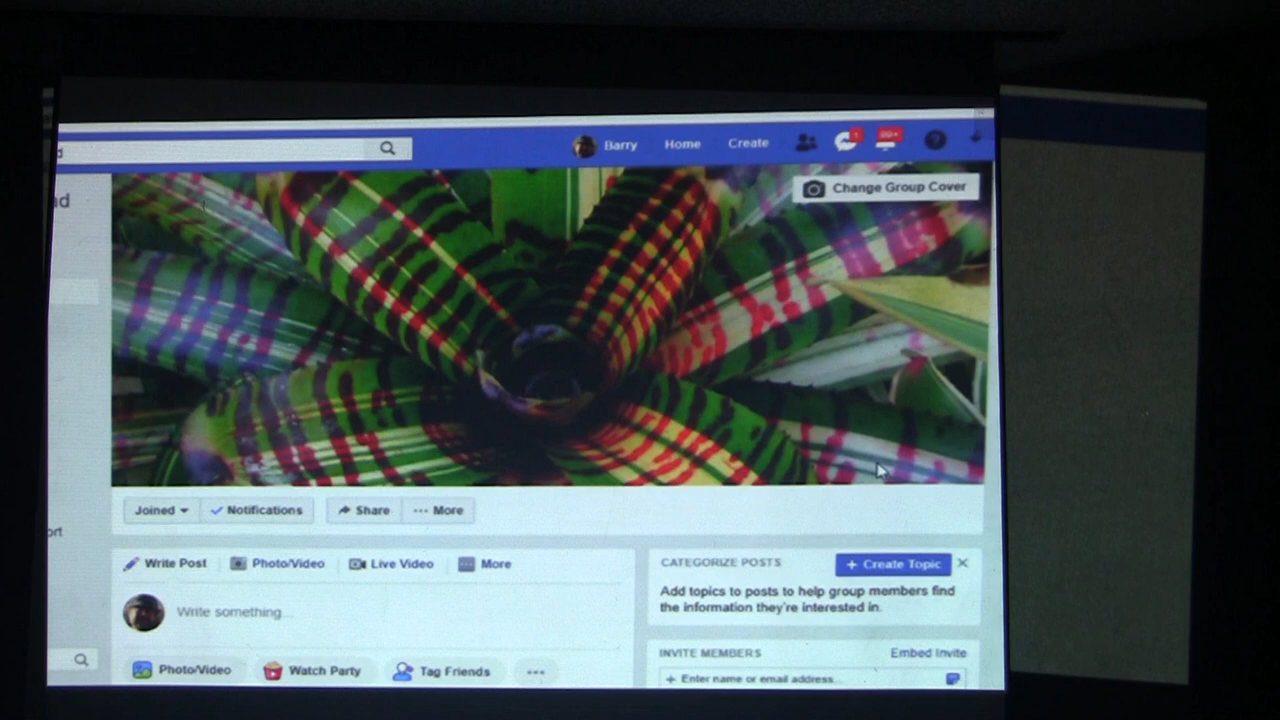 d
Barry Home Create 1 99+ ?
Change Group Cover
Joined Notifications Share More
Write Post Photo/Video Live Video More
Write something...
Photo/Video Watch Party Tag Friends
CATEGORIZE POSTS + Create Topic
Add topics to posts to help group members find
the information they're interested in.
INVITE MEMBERS Embed Invite
+ Enter name or email address...